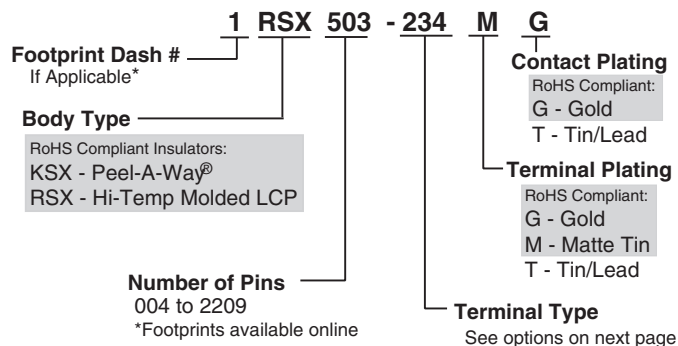 1 RSX 503 - 234 M G
Footprint Dash #
If Applicable*
Body Type
RoHS Compliant Insulators:
KSX - Peel-A-Way®
RSX - Hi-Temp Molded LCP
Number of Pins
004 to 2209
*Footprints available online
Contact Plating
RoHS Compliant:
G - Gold
T - Tin/Lead
Terminal Plating
RoHS Compliant:
G - Gold
M - Matte Tin
T - Tin/Lead
Terminal Type
See options on next page